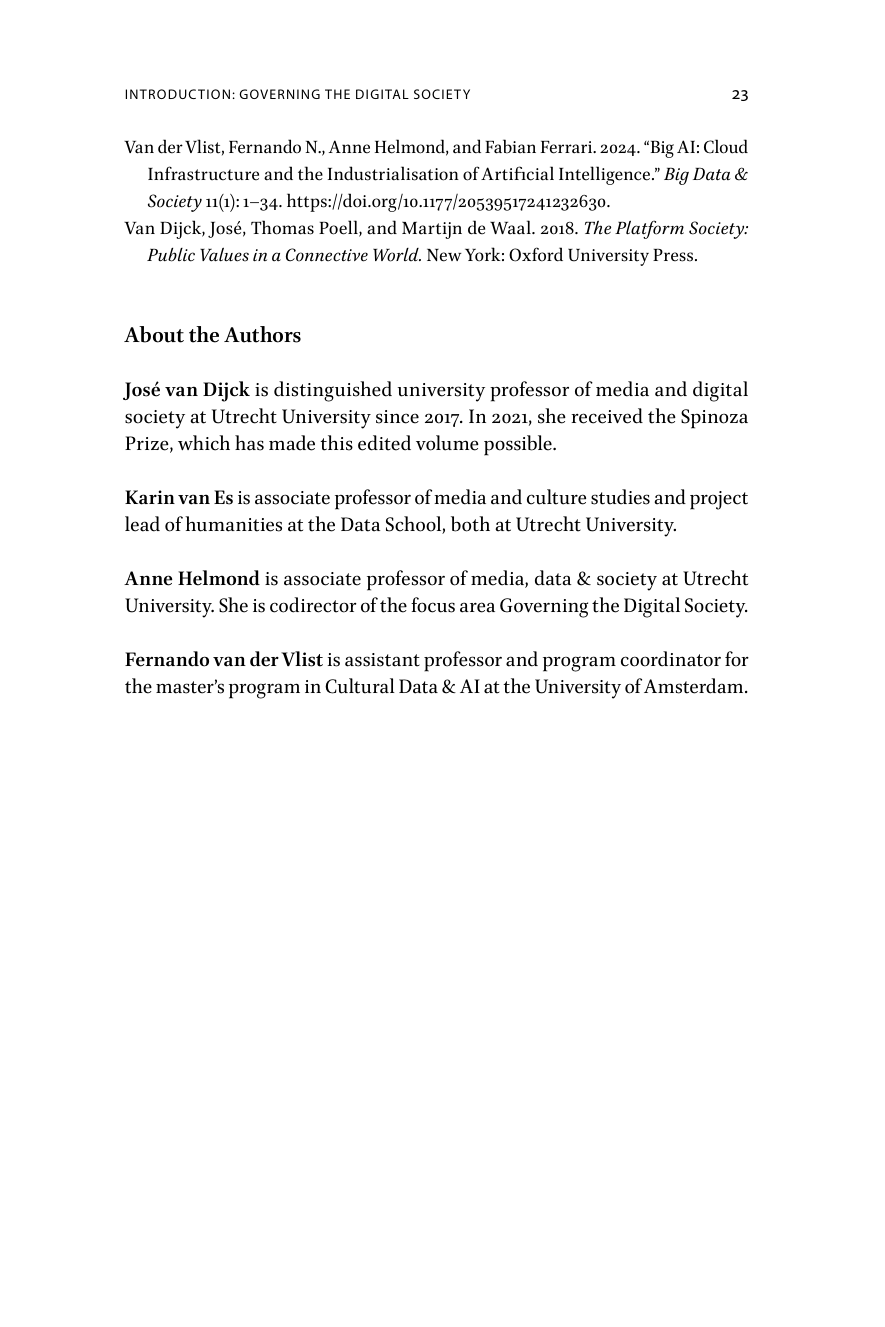 INTRODUCTION: GOVERNING THE DIGITAL SOCIETY 23
Van der Vlist, Fernando N., Anne Helmond, and Fabian Ferrari. 2024. “Big AI: Cloud
Infrastructure and the Industrialisation of Artificial Intelligence.” Big Data &
Society 11(1): 1–34. https://doi.org/10.1177/20539517241232630.
Van Dijck, José, Thomas Poell, and Martijn de Waal. 2018. The Platform Society:
Public Values in a Connective World. New York: Oxford University Press.
About the Authors
José van Dijck is distinguished university professor of media and digital
society at Utrecht University since 2017. In 2021, she received the Spinoza
Prize, which has made this edited volume possible.
Karin van Es is associate professor of media and culture studies and project
lead of humanities at the Data School, both at Utrecht University.
Anne Helmond is associate professor of media, data & society at Utrecht
University. She is codirector of the focus area Governing the Digital Society.
Fernando van der Vlist is assistant professor and program coordinator for
the master’s program in Cultural Data & AI at the University of Amsterdam.